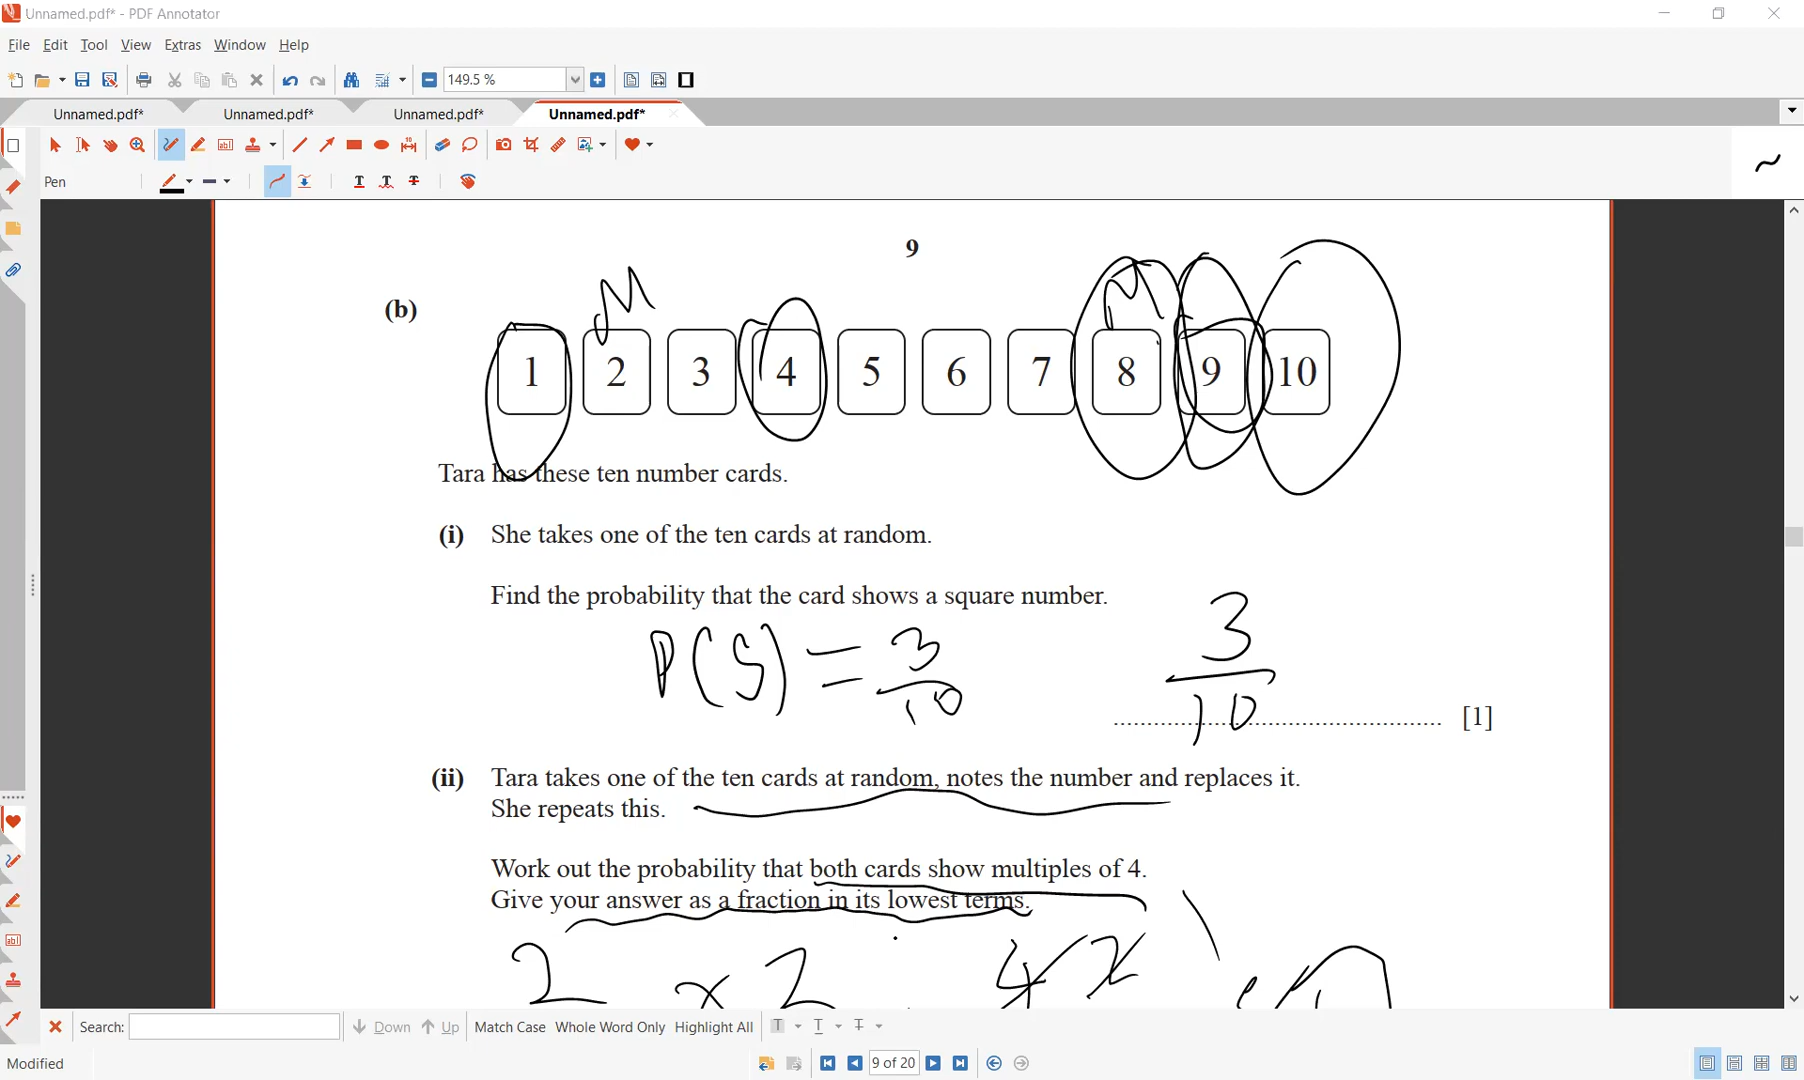 Unnamed.pdf* - PDF Annotator
File Edit Tool View Extras Window Help
149.5 %
Unnamed.pdf* Unnamed.pdf* Unnamed.pdf* Unnamed.pdf*
Pen
9
(b)
M M
1 2 3 4 5 6 7 8 9 10
Tara has these ten number cards.
(i) She takes one of the ten cards at random.
Find the probability that the card shows a square number.
P(S) = 3/10
3/10
[1]
(ii) Tara takes one of the ten cards at random, notes the number and replaces it.
She repeats this.
Work out the probability that both cards show multiples of 4.
Give your answer as a fraction in its lowest terms.
2 x 2 4
Search: Down Up Match Case Whole Word Only Highlight All
Modified
9 of 20